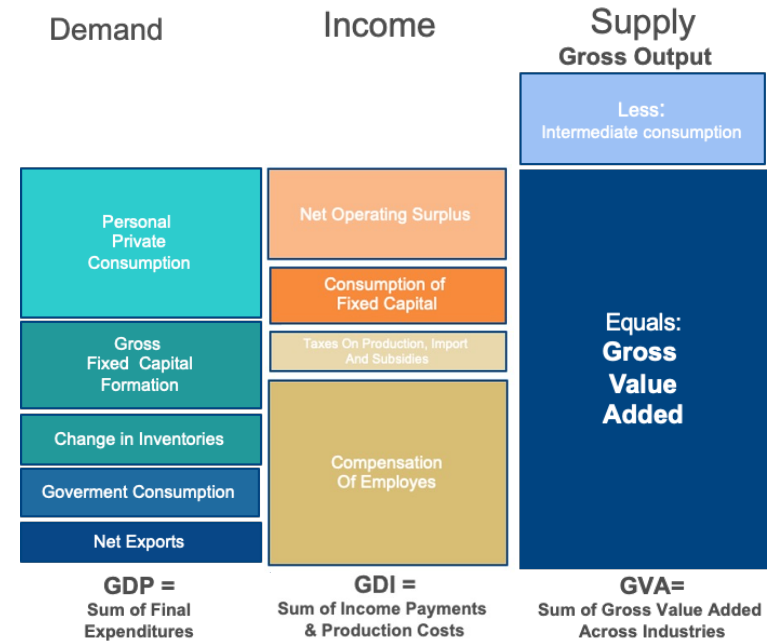 Demand
Income
Supply
Gross Output
Less:
Intermediate consumption
Personal
Private
Consumption
Gross
Fixed Capital
Formation
Change in Inventories
Goverment Consumption
Net Exports
GDP =
Sum of Final
Expenditures
Net Operating Surplus
Consumption of
Fixed Capital
Taxes On Production, Import
And Subsidies
Compensation
Of Employes
GDI =
Sum of Income Payments
& Production Costs
Equals:
Gross
Value
Added
GVA=
Sum of Gross Value Added
Across Industries